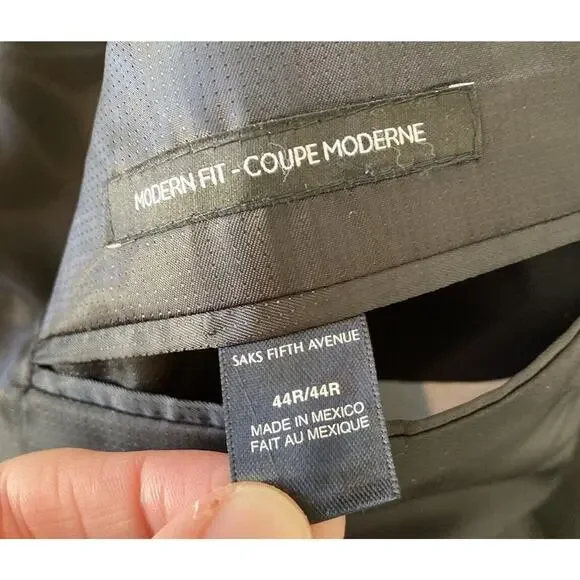 MODERN FIT - COUPE MODERNE
SAKS FIFTH AVENUE
44R/44R
MADE IN MEXICO
FAIT AU MEXIQUE